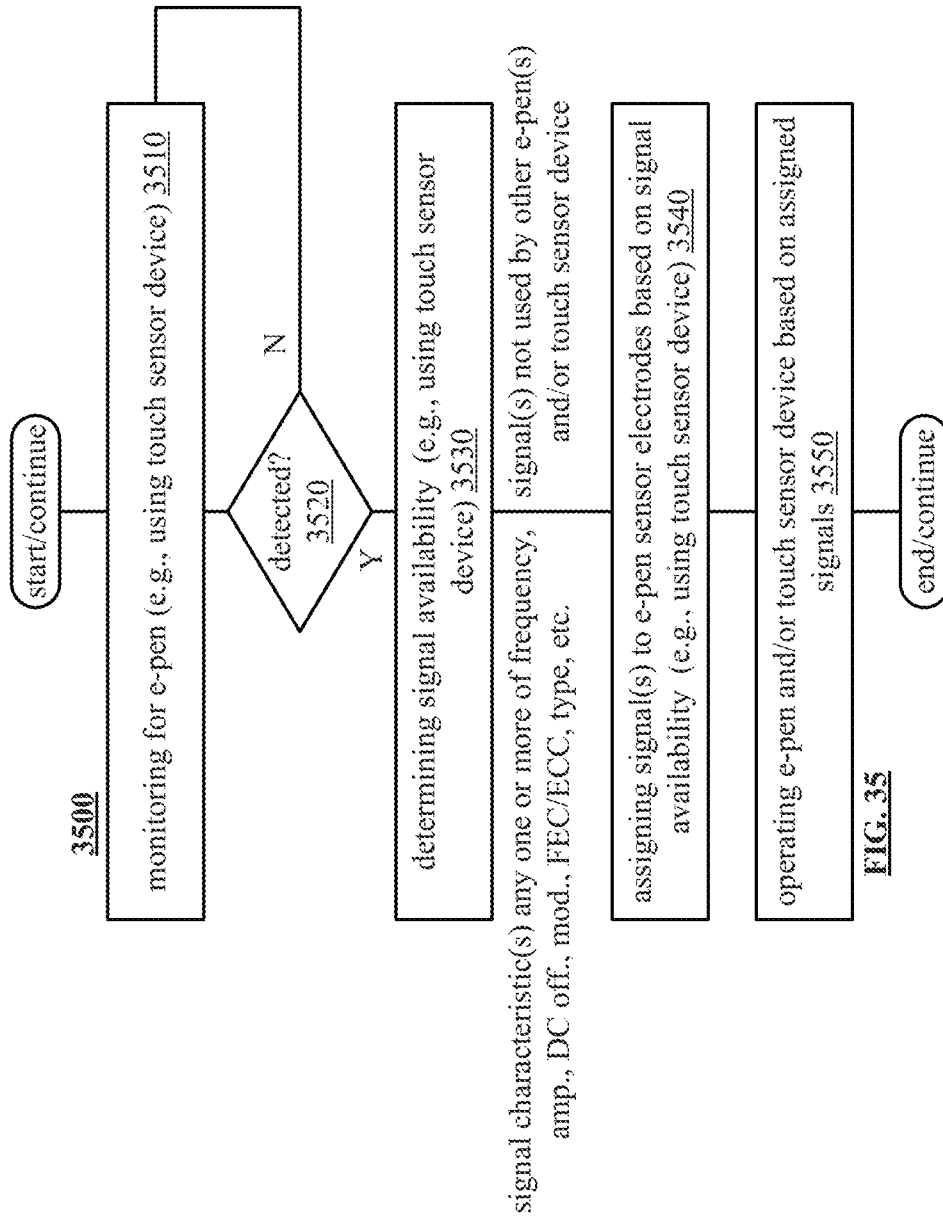 start/continue
3500
monitoring for e-pen (e.g., using touch sensor device) 3510
detected?
3520
N
Y
determining signal availability (e.g., using touch sensor
device) 3530
signal characteristic(s) any one or more of frequency,
amp., DC off., mod., FEC/ECC, type, etc.
signal(s) not used by other e-pen(s)
and/or touch sensor device
assigning signal(s) to e-pen sensor electrodes based on signal
availability (e.g., using touch sensor device) 3540
operating e-pen and/or touch sensor device based on assigned
signals 3550
end/continue
FIG. 35